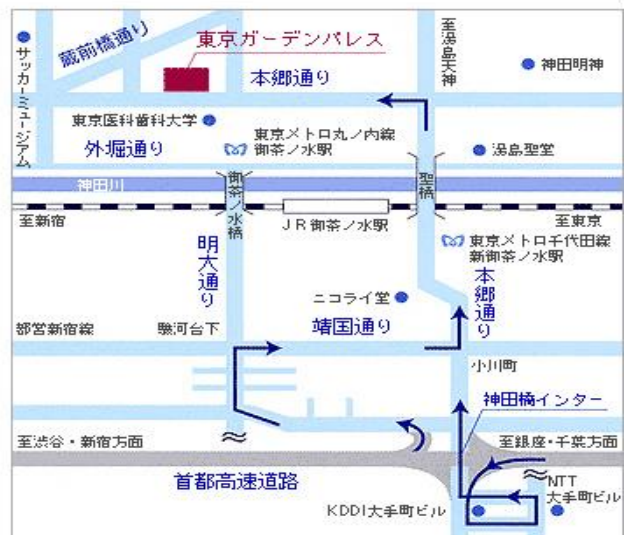 蔵前橋通り
サッカーミュージアム
東京ガーデンパレス
本郷通り
至湯島天神
神田明神
東京医科歯科大学
外堀通り
東京メトロ丸ノ内線
御茶ノ水駅
湯島聖堂
神田川
御茶ノ水橋
聖橋
至新宿
JR御茶ノ水駅
至東京
明大通り
東京メトロ千代田線
新御茶ノ水駅
本郷通り
ニコライ堂
都営新宿線
駿河台下
靖国通り
小川町
神田橋インター
至渋谷・新宿方面
至銀座・千葉方面
首都高速道路
NTT
大手町ビル
KDDI大手町ビル